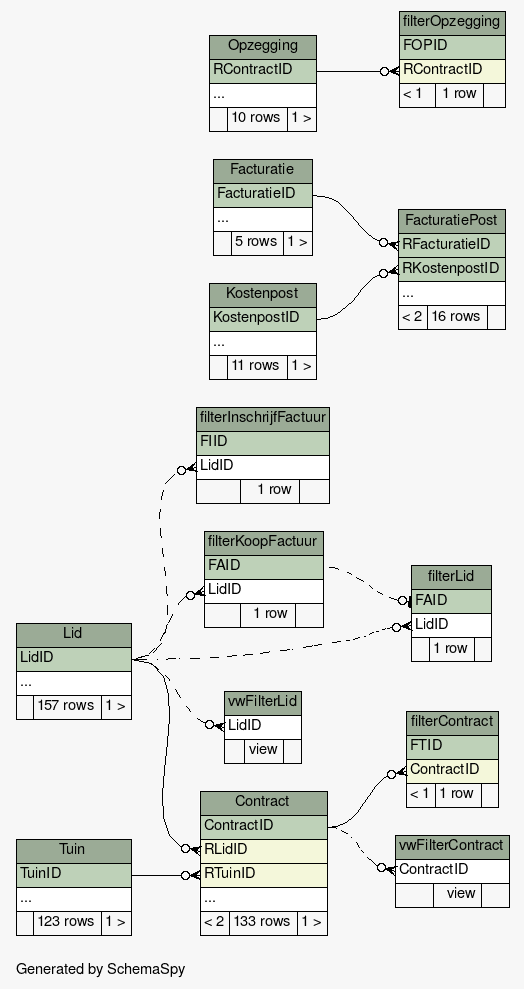 filterOpzegging
FOPID
RContractID
< 1 1 row
Opzegging
RContractID
...
10 rows 1 >
Facturatie
FacturatieID
...
5 rows 1 >
FacturatiePost
RFacturatieID
RKostenpostID
...
< 2 16 rows
Kostenpost
KostenpostID
...
11 rows 1 >
filterInschrijfFactuur
FIID
LidID
1 row
filterKoopFactuur
FAID
LidID
1 row
filterLid
FAID
LidID
1 row
Lid
LidID
...
157 rows 1 >
vwFilterLid
LidID
view
filterContract
FTID
ContractID
< 1 1 row
Contract
ContractID
RLidID
RTuinID
...
< 2 133 rows 1 >
vwFilterContract
ContractID
view
Tuin
TuinID
...
123 rows 1 >
Generated by SchemaSpy